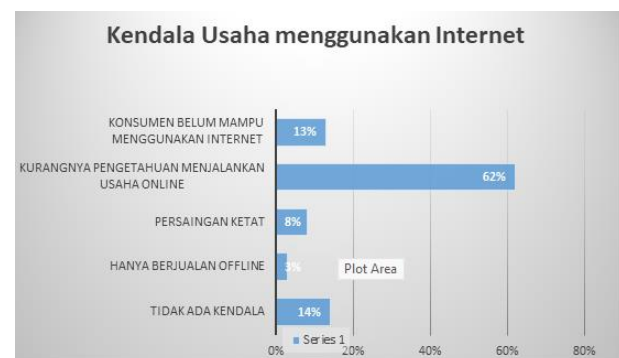 Kendala Usaha menggunakan Internet
KONSUMEN BELUM MAMPU
MENGGUNAKAN INTERNET
13%
KURANGNYA PENGETAHUAN MENJALANKAN
USAHA ONLINE
62%
PERSAINGAN KETAT
8%
HANYA BERJUALAN OFFLINE
3%
Plot Area
TIDAK ADA KENDALA
14%
Series 1
0% 20% 40% 60% 80%